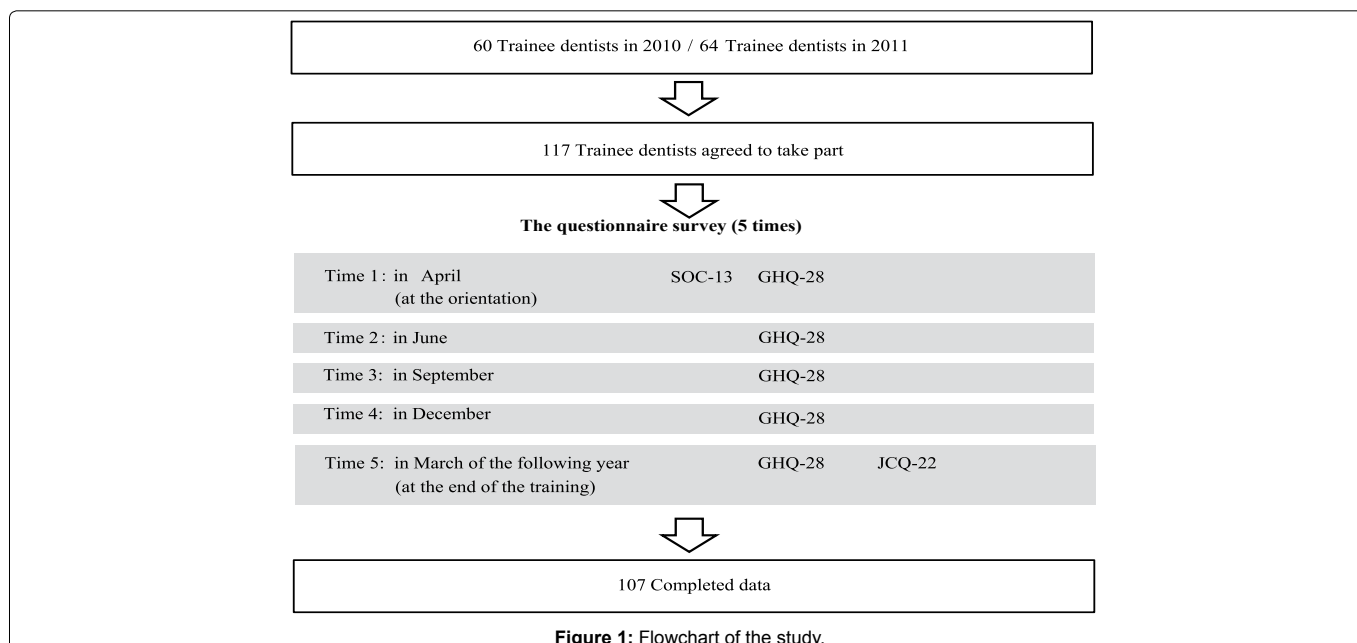 60 Trainee dentists in 2010 / 64 Trainee dentists in 2011
117 Trainee dentists agreed to take part
The questionnaire survey (5 times)
Time 1: in April SOC-13 GHQ-28
(at the orientation)
Time 2: in June GHQ-28
Time 3: in September GHQ-28
Time 4: in December GHQ-28
Time 5: in March of the following year GHQ-28 JCQ-22
(at the end of the training)
107 Completed data
Figure 1: Flowchart of the study.